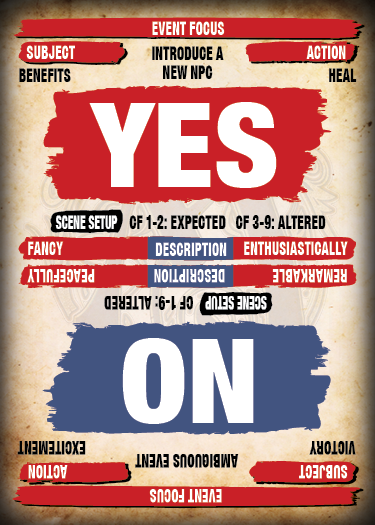 EVENT FOCUS
SUBJECT INTRODUCE A ACTION
BENEFITS NEW NPC HEAL
YES
SCENE SETUP CF 1-2: EXPECTED CF 3-9: ALTERED
FANCY DESCRIPTION ENTHUSIASTICALLY
EVENT FOCUS
SUBJECT ACTION
VICTORY AMBIGUOUS EVENT EXCITEMENT
NO
SCENE SETUP CF 1-9: ALTERED
REMARKABLE DESCRIPTION PEACEFULLY